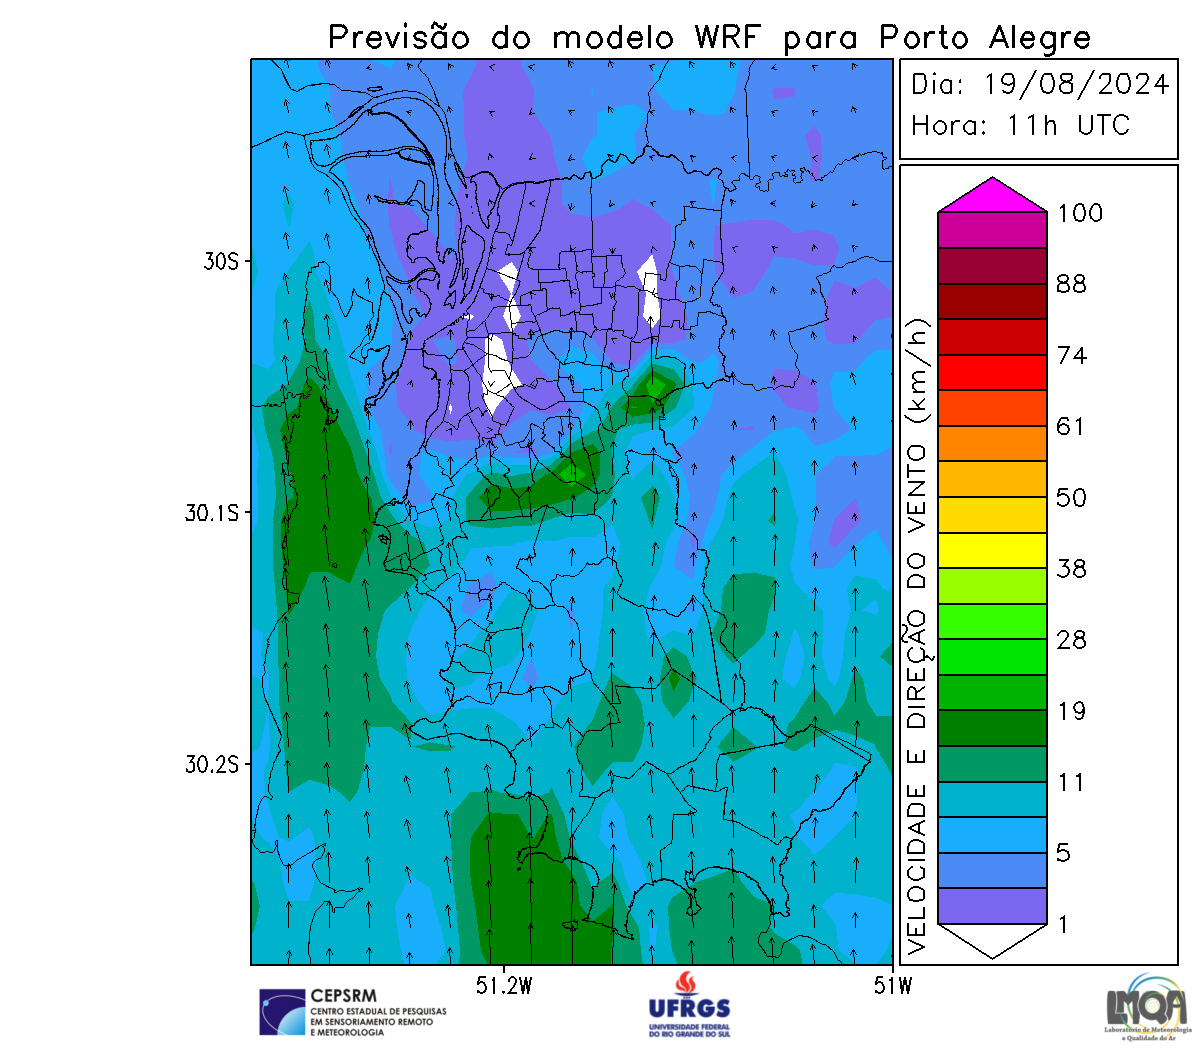 Previsão do modelo WRF para Porto Alegre
Dia: 19/08/2024
Hora: 11h UTC
30S
30.1S
30.2S
51.2W
51W
VELOCIDADE E DIREÇÃO DO VENTO (km/h)
100
88
74
61
50
38
28
19
11
5
1
CEPSRM
CENTRO ESTADUAL DE PESQUISAS
EM SENSORIAMENTO REMOTO
E METEOROLOGIA
UFRGS
UNIVERSIDADE FEDERAL
DO RIO GRANDE DO SUL
LMQA
Laboratório de Meteorologia
e Qualidade do Ar